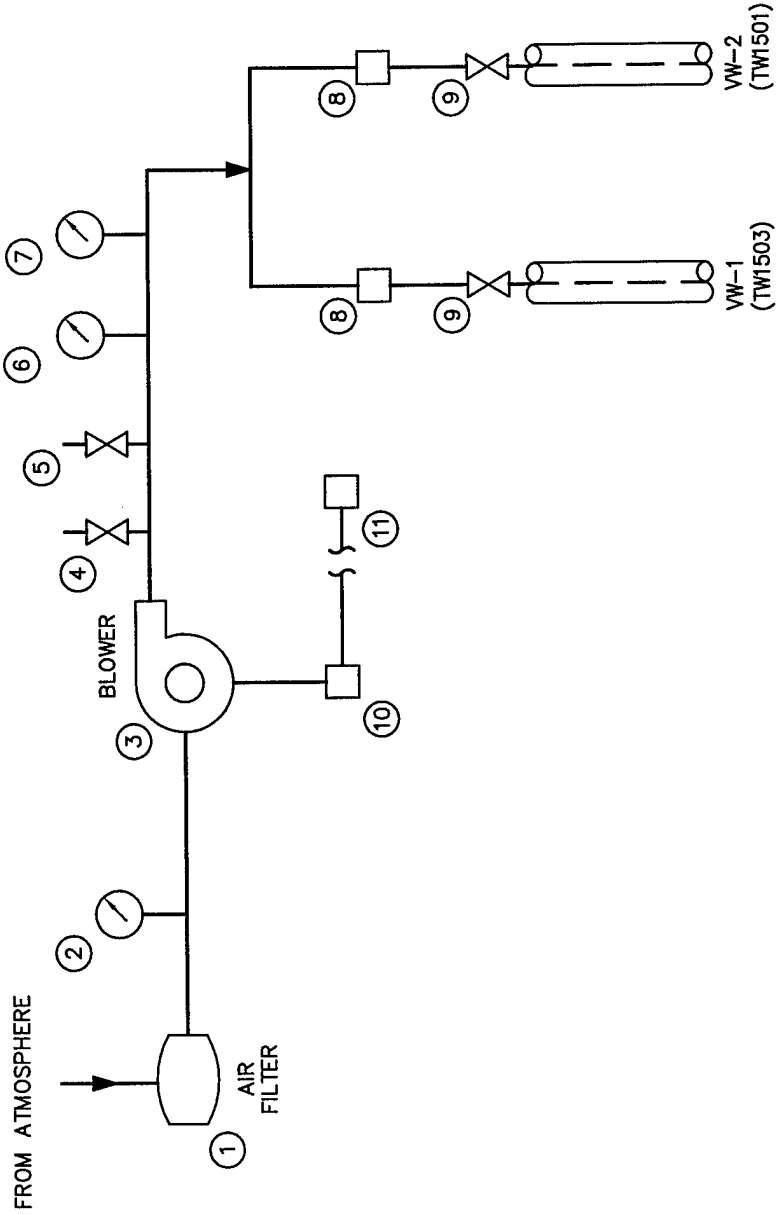 FROM ATMOSPHERE
1
AIR
FILTER
2
3
BLOWER
4
5
6
7
8
9
VW-1
(TW1503)
8
9
VW-2
(TW1501)
10
11